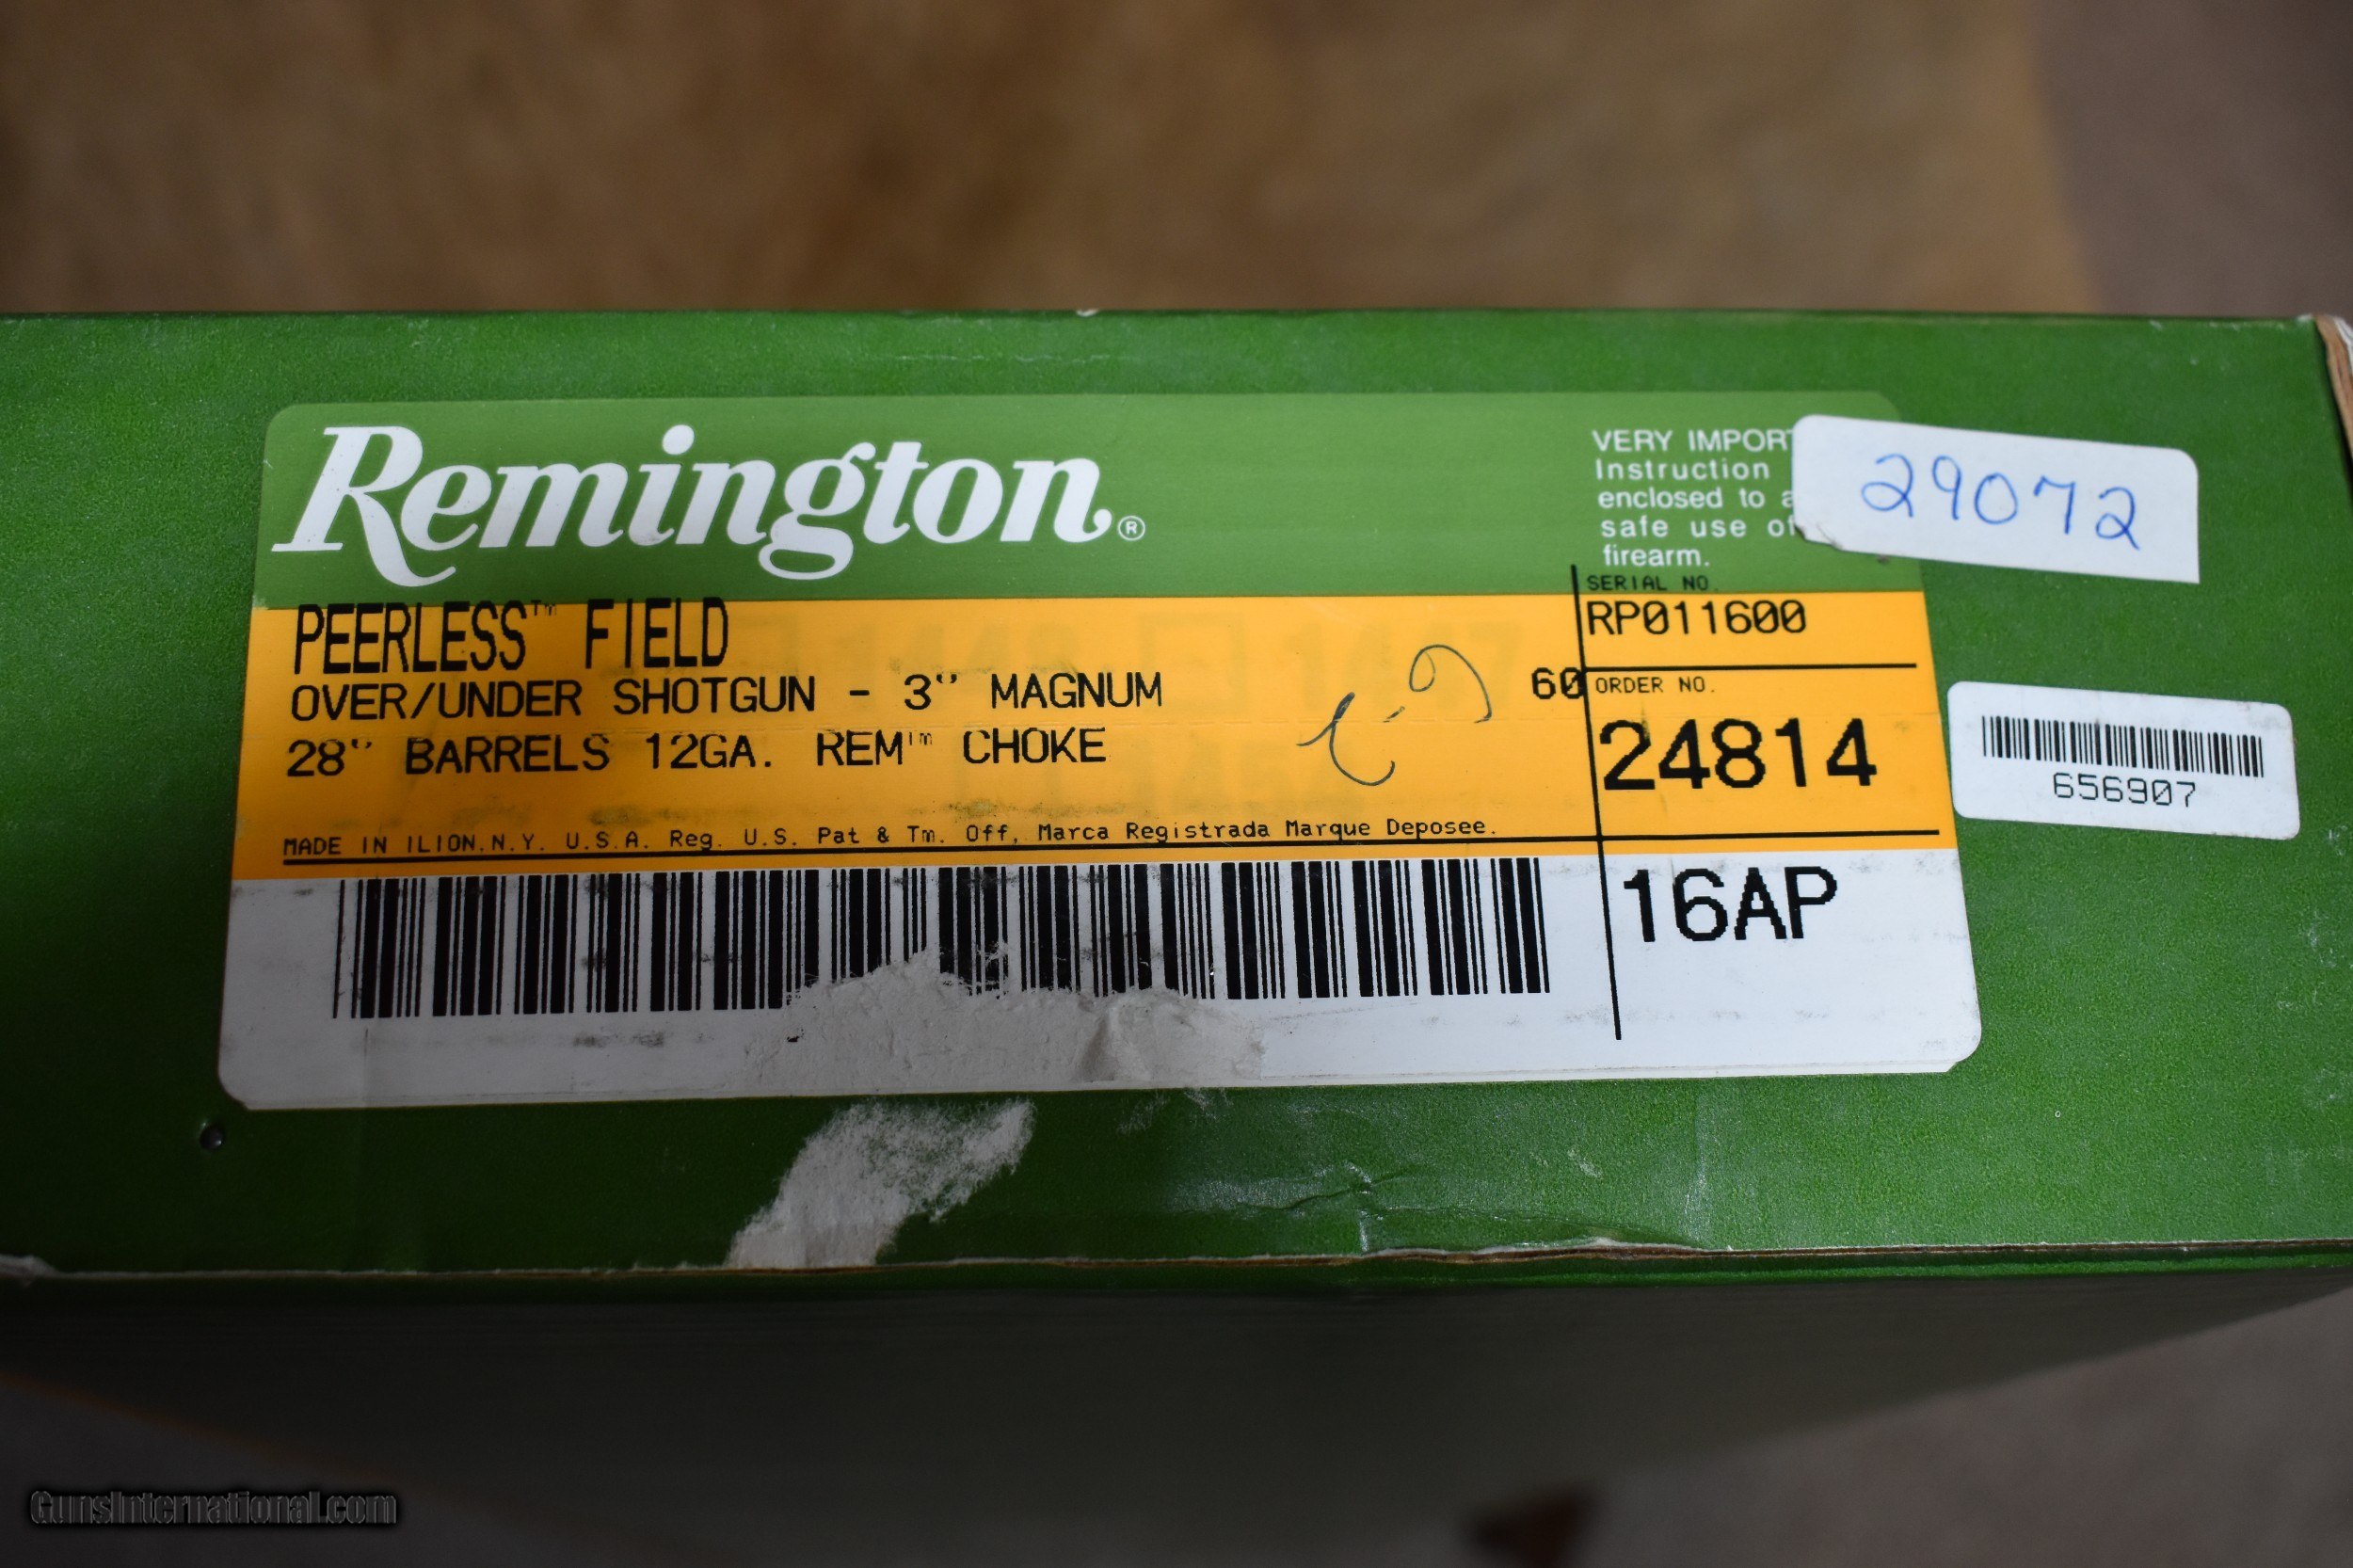 Remington®
VERY IMPOR
Instruction
enclosed to a
safe use of
firearm.
29072
SERIAL NO.
RP011600
PEERLESS™ FIELD
OVER/UNDER SHOTGUN - 3" MAGNUM
28" BARRELS 12GA. REM™ CHOKE
60
ORDER NO.
24814
656907
MADE IN ILION, N.Y. U.S.A. Reg. U.S. Pat & Tm. Off, Marca Registrada Marque Deposee.
16AP
GunsInternational.com